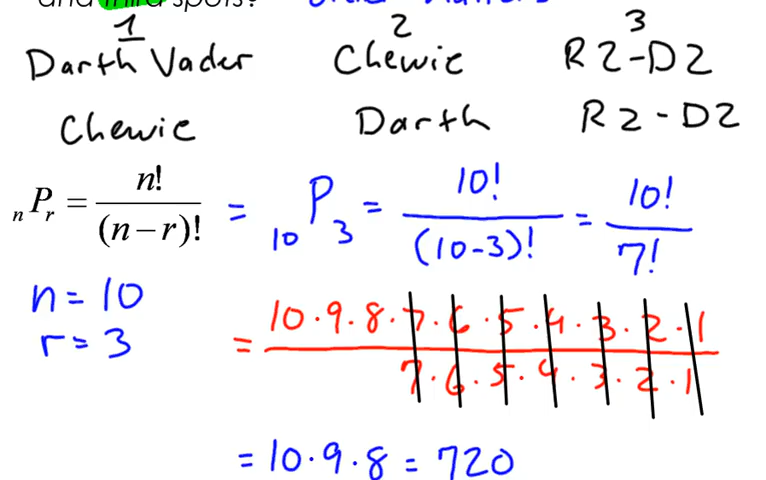 and third spots? order matters
1 2 3
Darth Vader Chewie R2-D2
Chewie Darth R2-D2
nPr = n!/(n-r)! = 10P3 = 10!/(10-3)! = 10!/7!
n = 10
r = 3
= 10·9·8·7·6·5·4·3·2·1
7·6·5·4·3·2·1
= 10·9·8 = 720